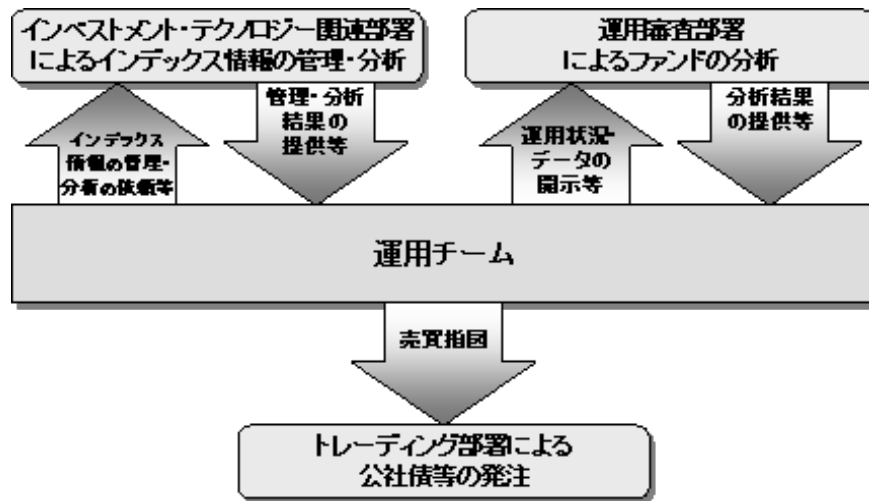 インベストメント・テクノロジー関連部署
によるインデックス情報の管理・分析
運用審査部署
によるファンドの分析
インデックス
情報の管理・
分析の依頼等
管理・分析
結果の
提供等
運用状況・
データの
開示等
分析結果
の提供等
運用チーム
売買指図
トレーディング部署による
公社債等の発注